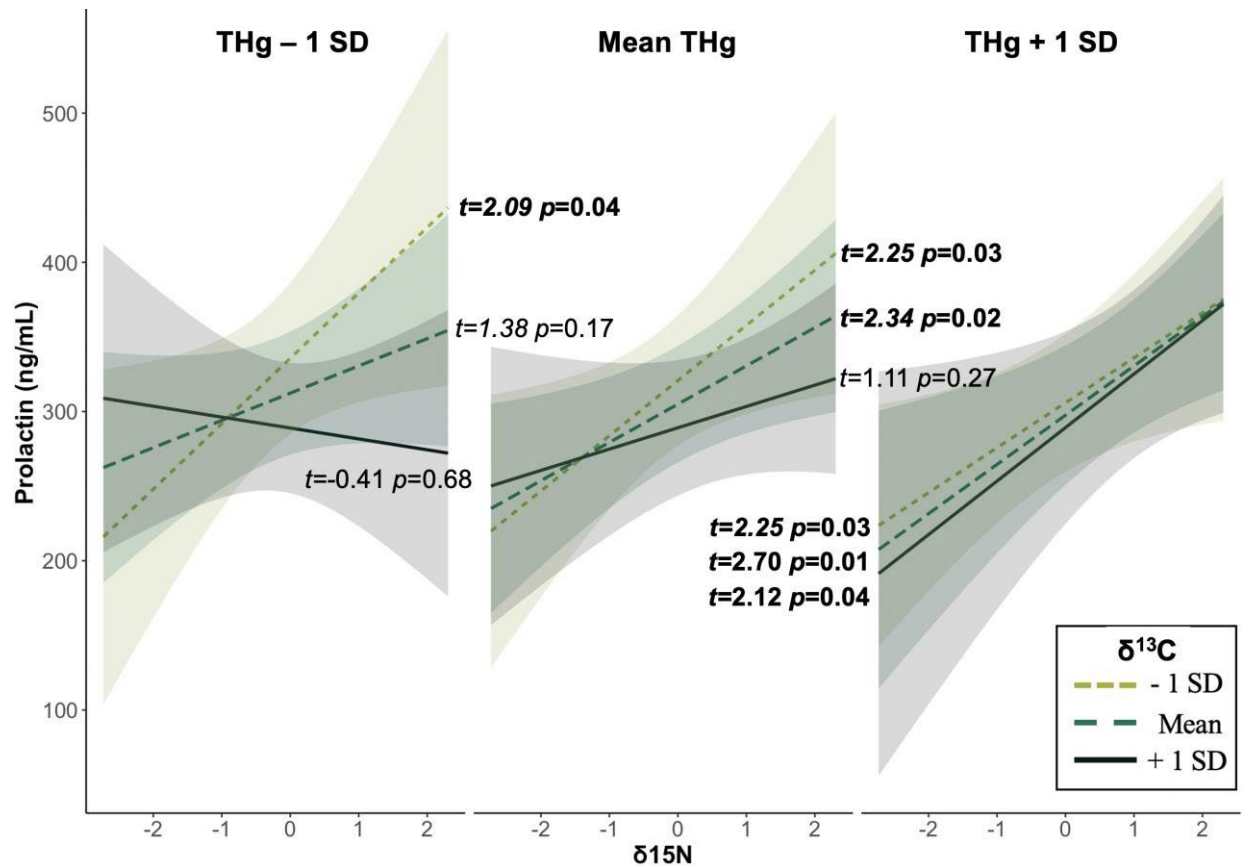 THg – 1 SD
Mean THg
THg + 1 SD
Prolactin (ng/mL)
500
400
300
200
100
t=2.09 p=0.04
t=1.38 p=0.17
t=-0.41 p=0.68
t=2.25 p=0.03
t=2.34 p=0.02
t=1.11 p=0.27
t=2.25 p=0.03
t=2.70 p=0.01
t=2.12 p=0.04
δ¹³C
- 1 SD
Mean
+ 1 SD
-2 -1 0 1 2
-2 -1 0 1 2
-2 -1 0 1 2
δ15N